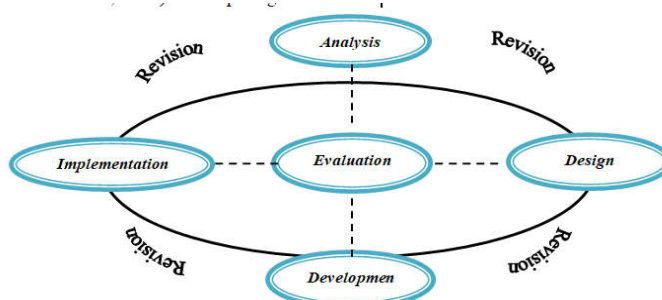 Analysis
Revision
Revision
Implementation
Evaluation
Design
Revision
Revision
Developmen